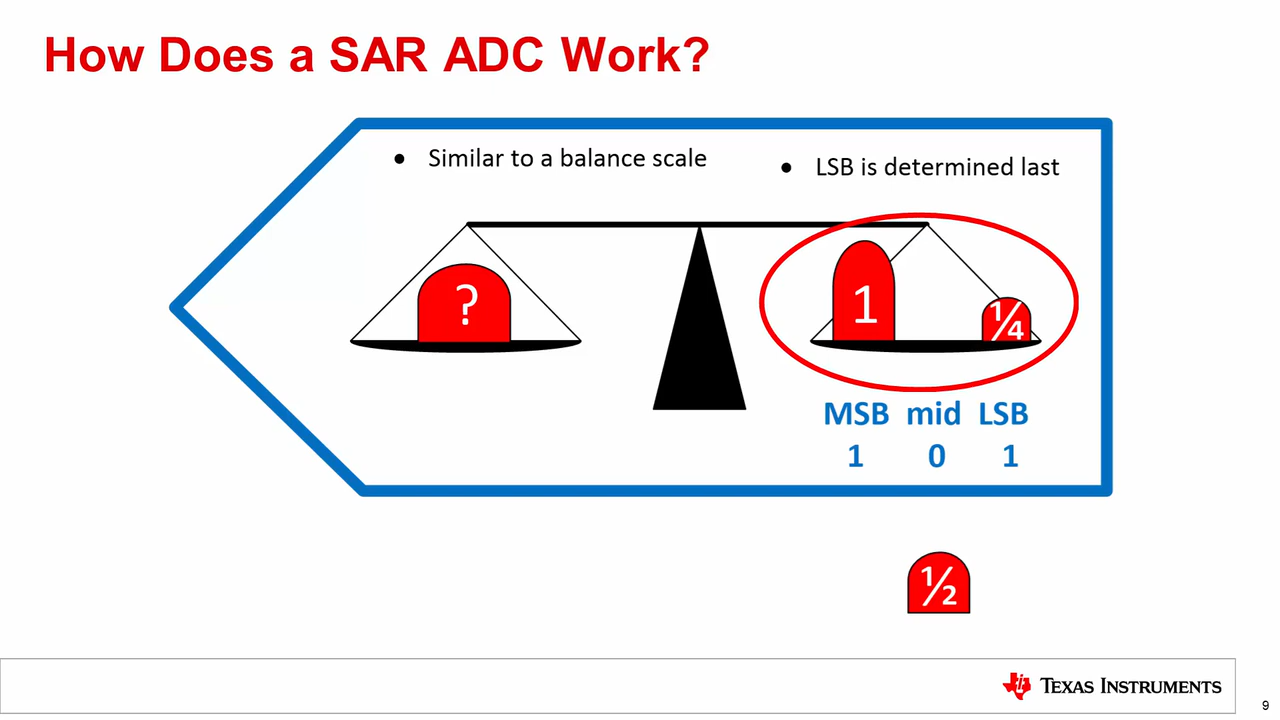 How Does a SAR ADC Work?
• Similar to a balance scale
• LSB is determined last
?
1
¼
MSB mid LSB
1 0 1
½
TEXAS INSTRUMENTS
9